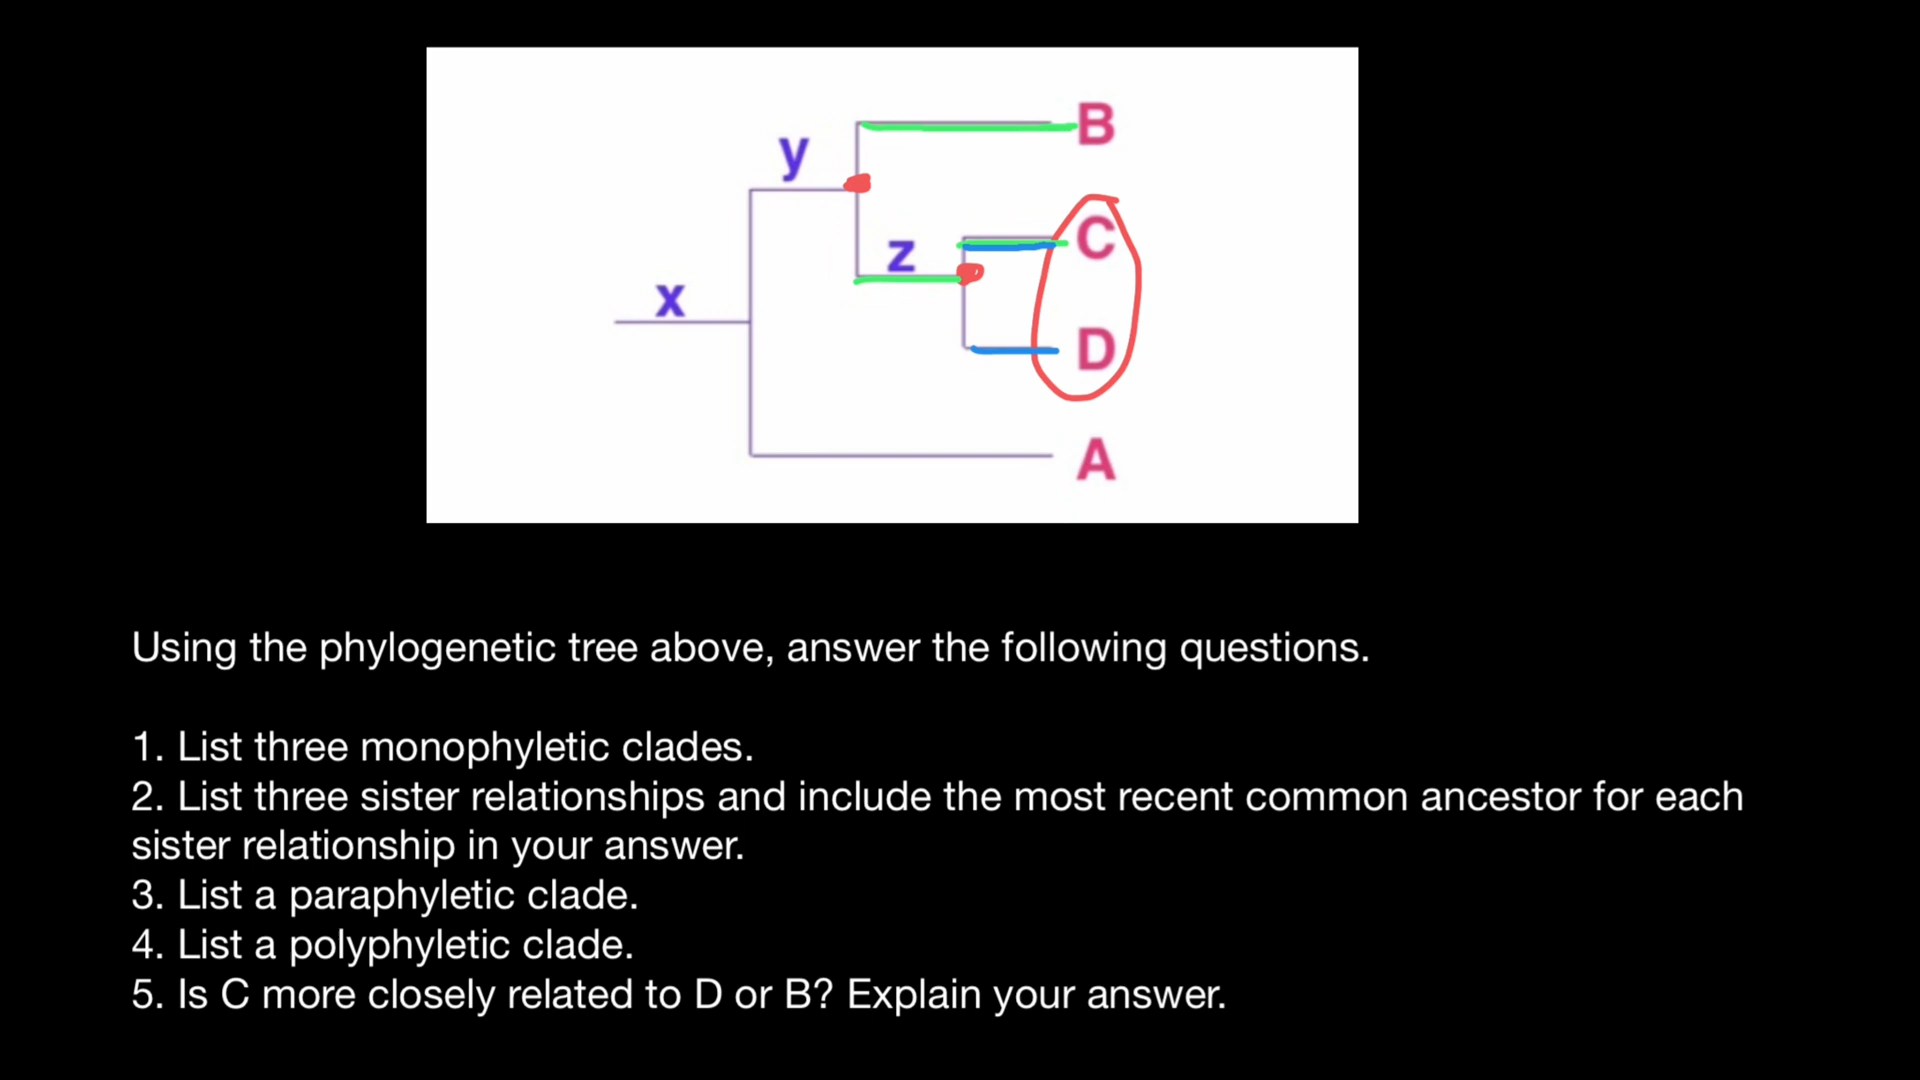 B
y
C
z
x
D
A
Using the phylogenetic tree above, answer the following questions.
1. List three monophyletic clades.
2. List three sister relationships and include the most recent common ancestor for each
sister relationship in your answer.
3. List a paraphyletic clade.
4. List a polyphyletic clade.
5. Is C more closely related to D or B? Explain your answer.